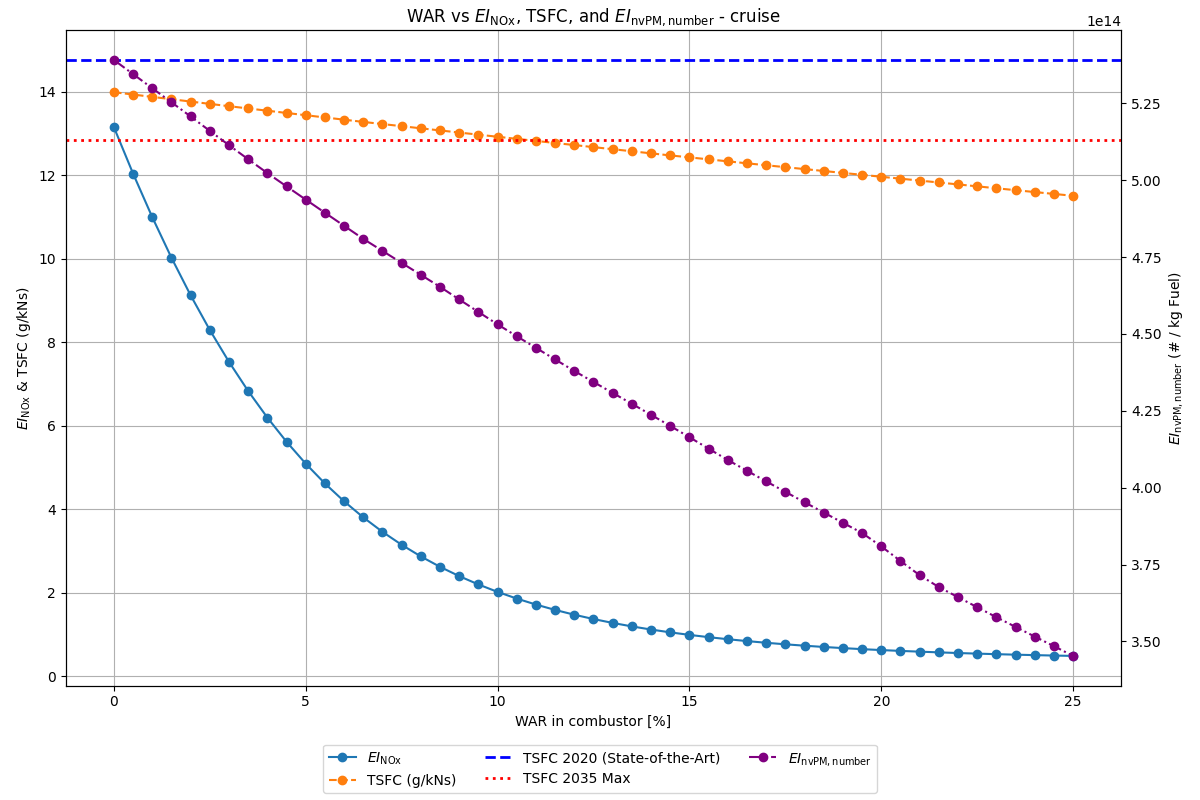 WAR vs EI_NOx, TSFC, and EI_nvPM,number - cruise
1e14
14
12
10
8
6
4
2
0
EI_NOx & TSFC (g/kNs)
5.25
5.00
4.75
4.50
4.25
4.00
3.75
3.50
EI_nvPM,number (# / kg Fuel)
0 5 10 15 20 25
WAR in combustor [%]
EI_NOx
TSFC (g/kNs)
TSFC 2020 (State-of-the-Art)
TSFC 2035 Max
EI_nvPM,number